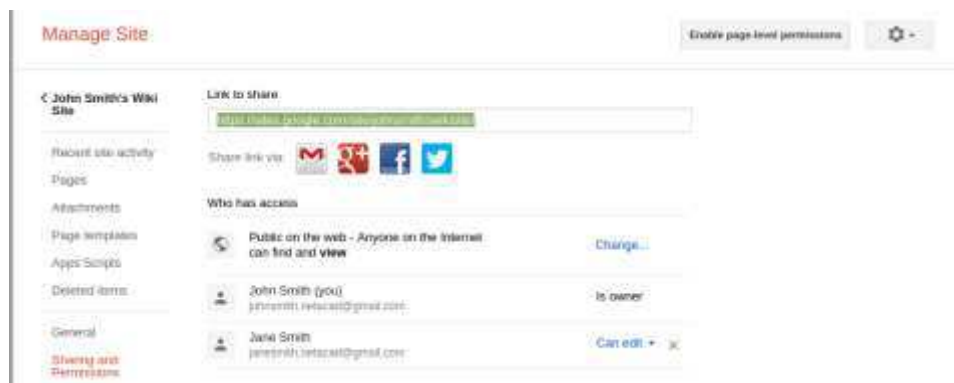 Manage Site
Enable page-level permissions
John Smith's Wiki
Site
Link to share
Share link via
Recent site activity
Pages
Attachments
Page templates
Apps Scripts
Deleted items
General
Sharing and
Permissions
Who has access
Public on the web - Anyone on the Internet
can find and view
Change...
John Smith (you)
Is owner
Jane Smith
Can edit